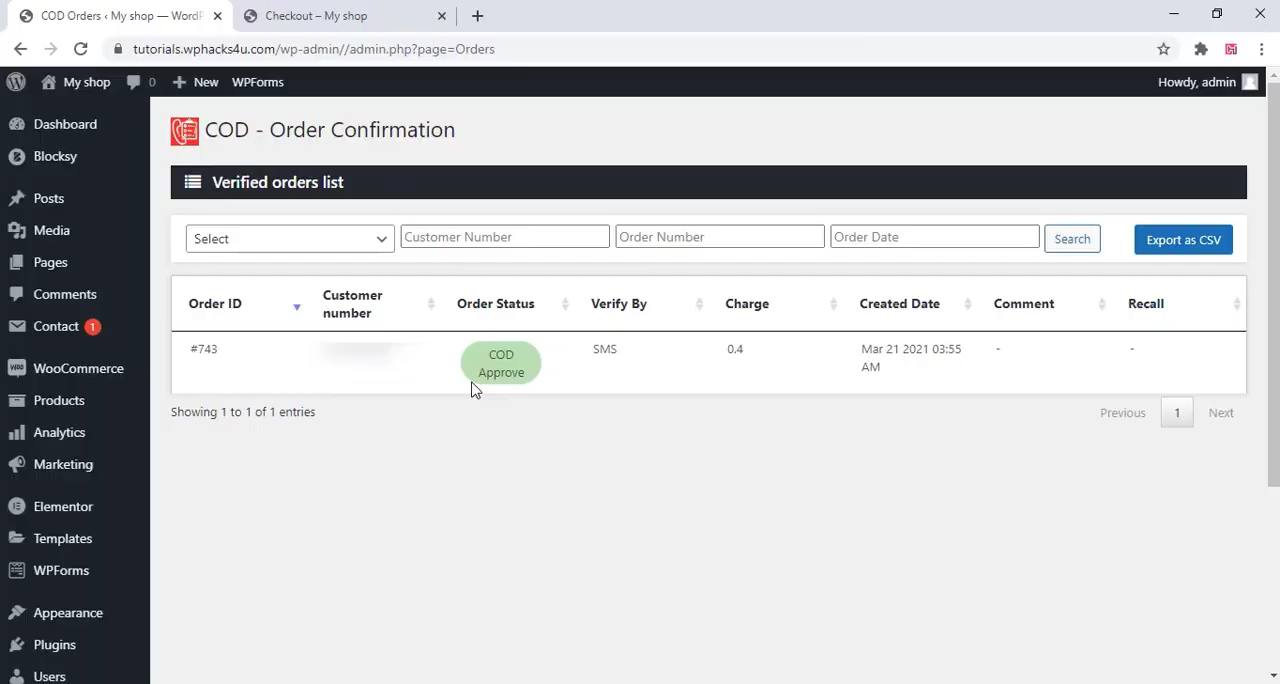 COD Orders ‹ My shop — WordP
Checkout – My shop
tutorials.wphacks4u.com/wp-admin//admin.php?page=Orders
My shop
0
New
WPForms
Howdy, admin
Dashboard
Blocksy
Posts
Media
Pages
Comments
Contact 1
WooCommerce
Products
Analytics
Marketing
Elementor
Templates
WPForms
Appearance
Plugins
Users
COD - Order Confirmation
Verified orders list
Select
Customer Number
Order Number
Order Date
Search
Export as CSV
Order ID
Customer
number
Order Status
Verify By
Charge
Created Date
Comment
Recall
#743
COD
Approve
SMS
0.4
Mar 21 2021 03:55
AM
-
-
Showing 1 to 1 of 1 entries
Previous
1
Next